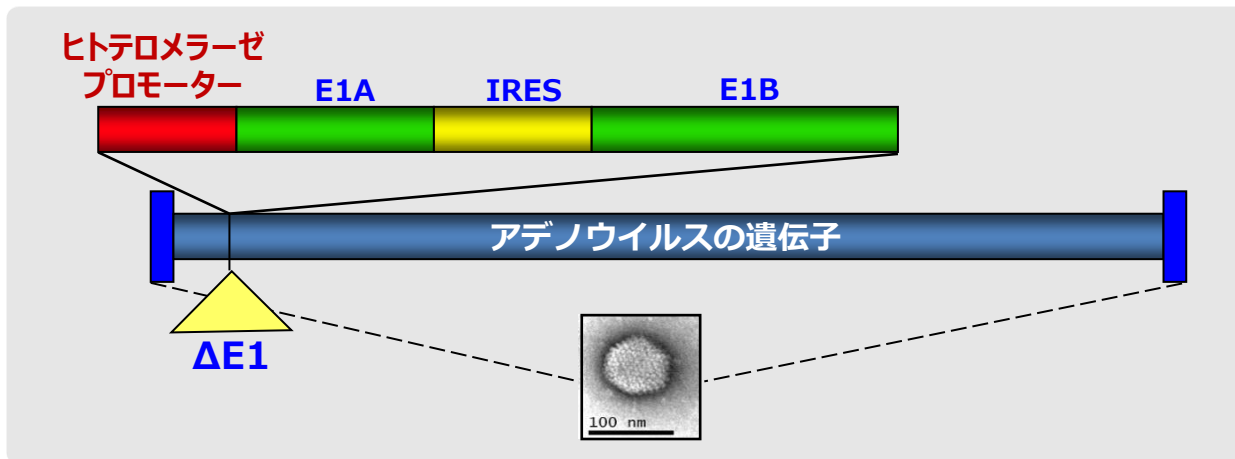 ヒトテロメラーゼ
プロモーター
E1A
IRES
E1B
アデノウイルスの遺伝子
ΔE1
100 nm